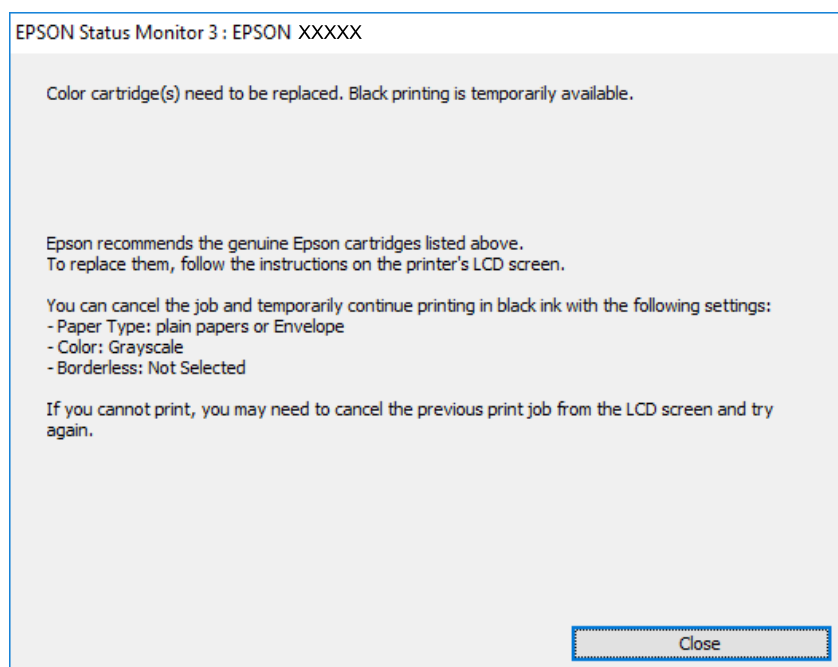 EPSON Status Monitor 3 : EPSON XXXXX
Color cartridge(s) need to be replaced. Black printing is temporarily available.
Epson recommends the genuine Epson cartridges listed above.
To replace them, follow the instructions on the printer's LCD screen.
You can cancel the job and temporarily continue printing in black ink with the following settings:
- Paper Type: plain papers or Envelope
- Color: Grayscale
- Borderless: Not Selected
If you cannot print, you may need to cancel the previous print job from the LCD screen and try
again.
Close